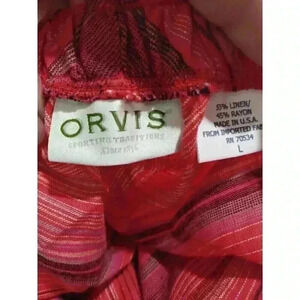 ORVIS
SPORTING TRADITIONS
Since 1856
55% LINEN/
45% RAYON
MADE IN U.S.A.
FROM IMPORTED FAB
RN 70534
L